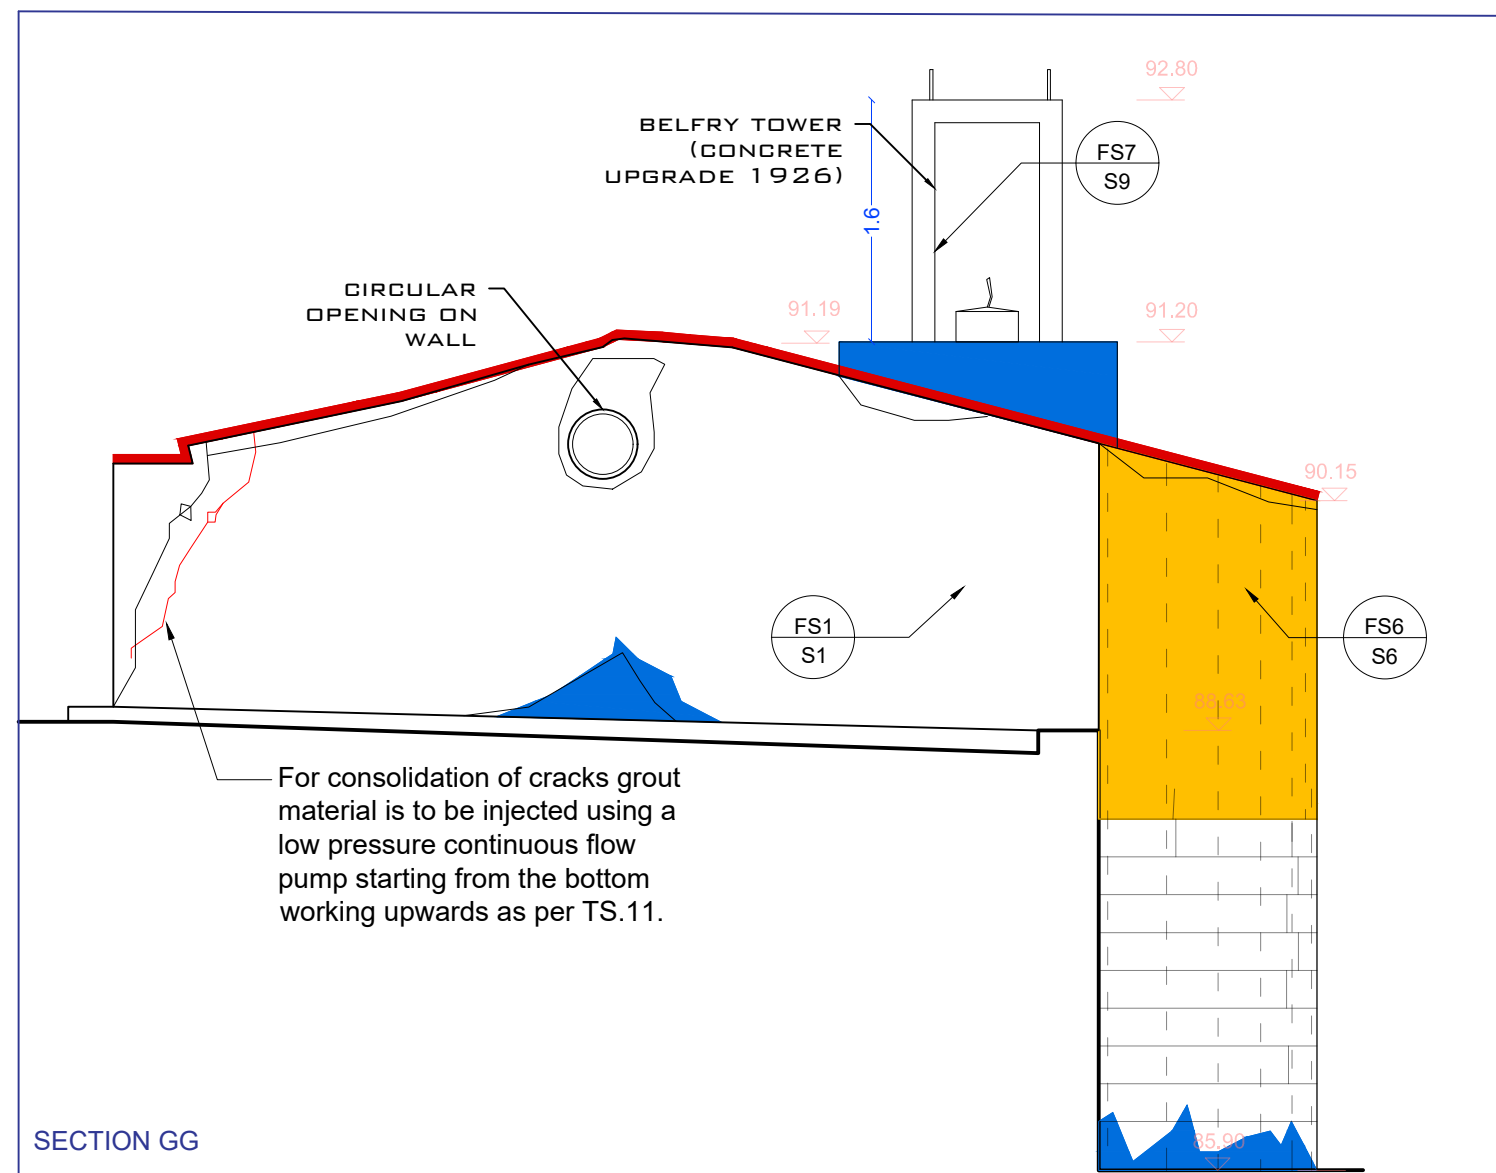 92.80
BELFRY TOWER
(CONCRETE
UPGRADE 1926)
FS7
S9
1.6
CIRCULAR
OPENING ON
WALL
91.19
91.20
90.15
FS1
S1
FS6
S6
88.63
For consolidation of cracks grout
material is to be injected using a
low pressure continuous flow
pump starting from the bottom
working upwards as per TS.11.
SECTION GG
85.90